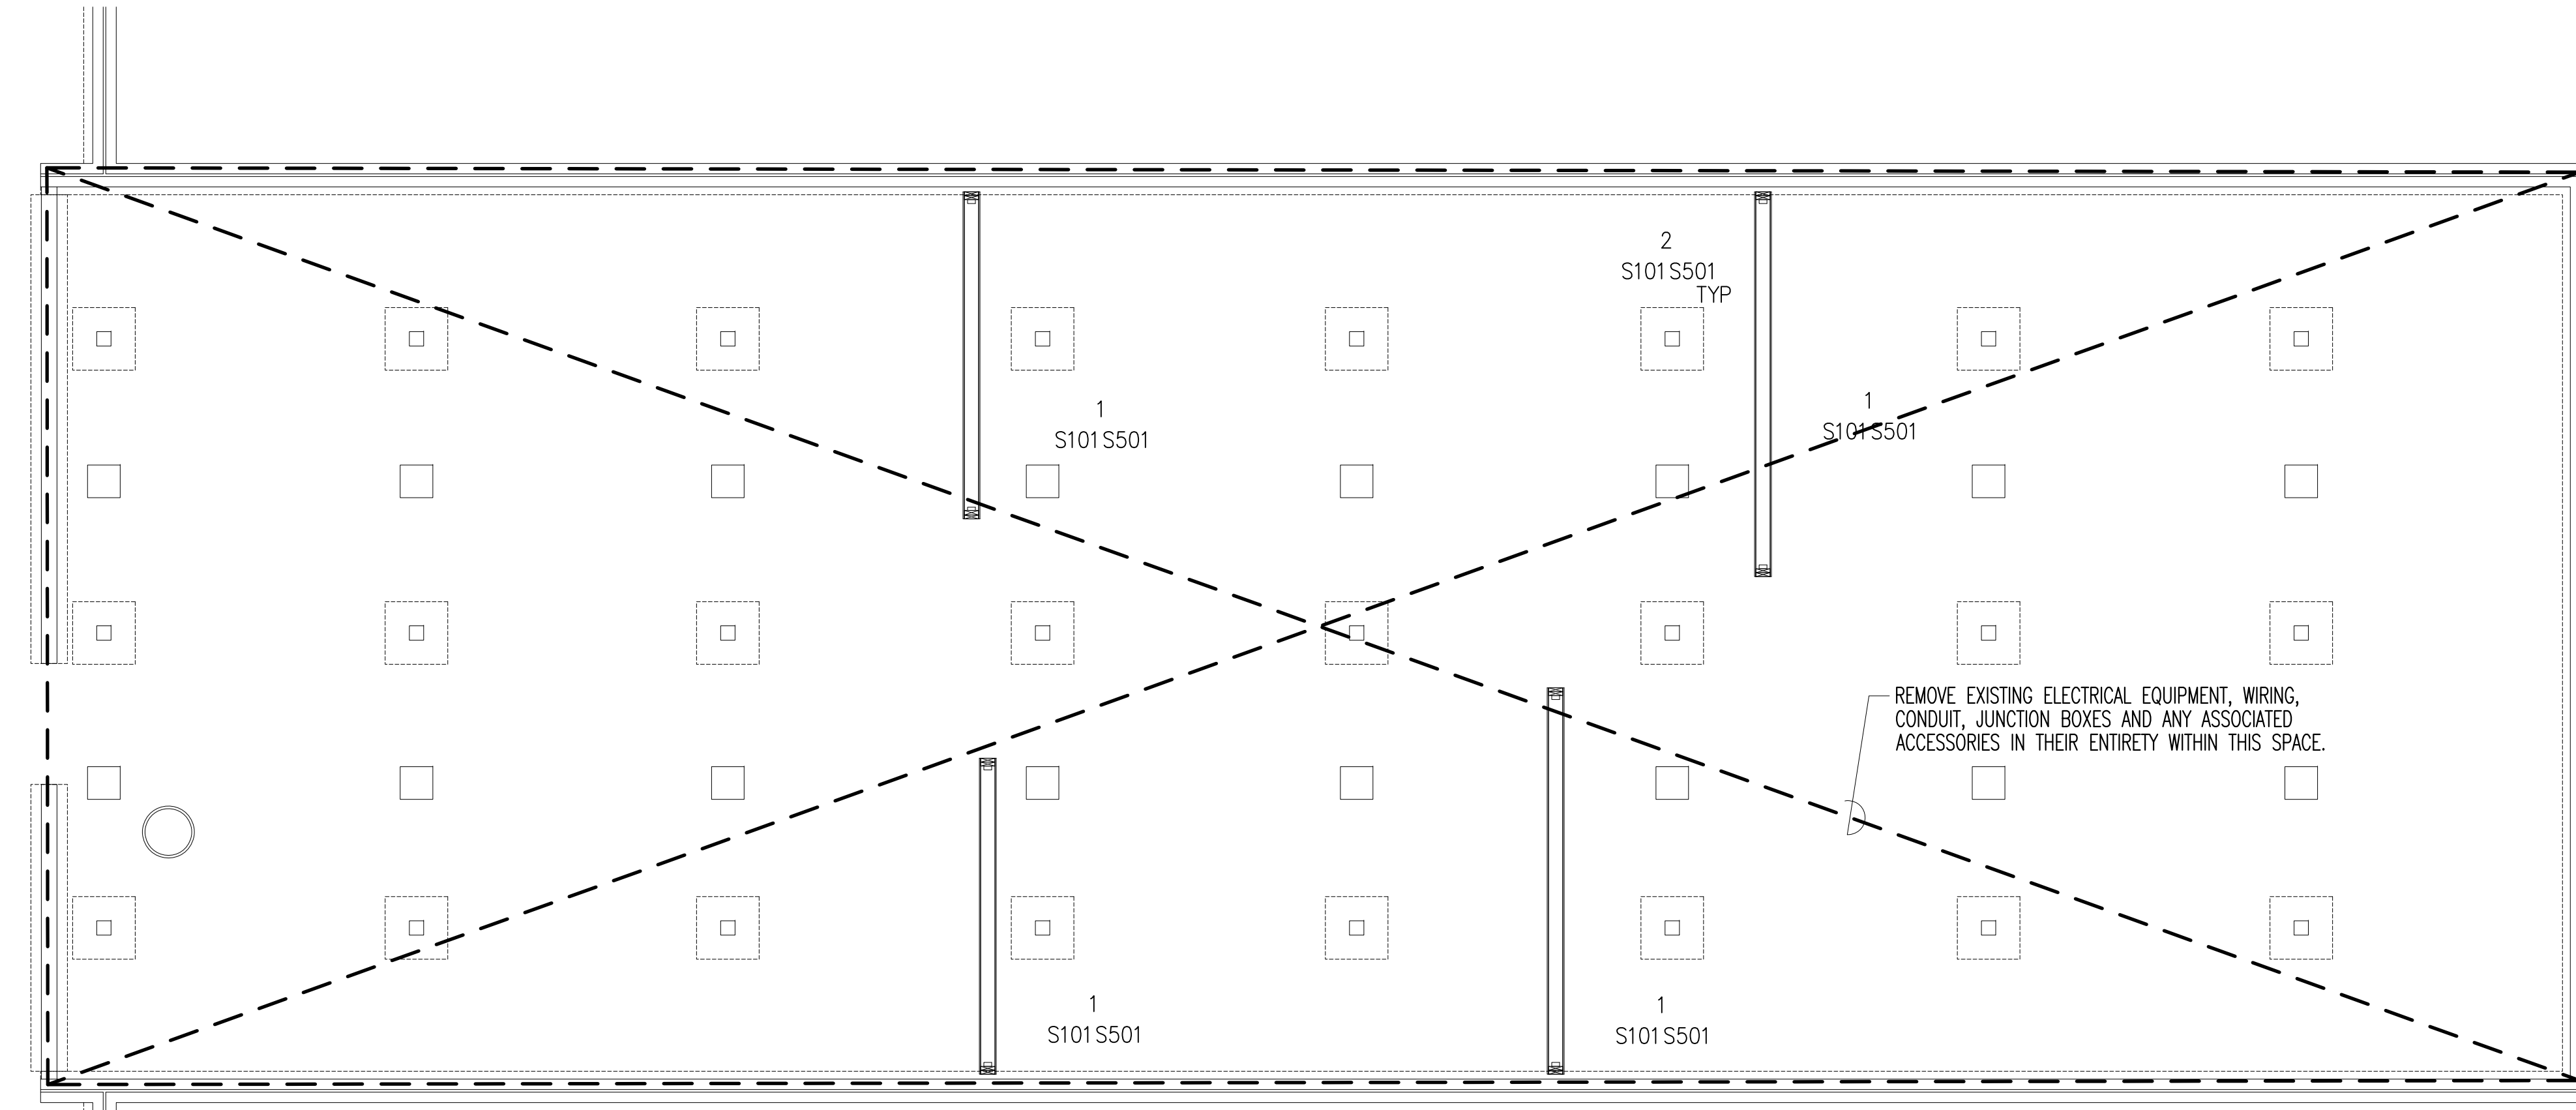 2
S101 S501
TYP
1
S101 S501
1
S101 S501
REMOVE EXISTING ELECTRICAL EQUIPMENT, WIRING,
CONDUIT, JUNCTION BOXES AND ANY ASSOCIATED
ACCESSORIES IN THEIR ENTIRETY WITHIN THIS SPACE.
1
S101 S501
1
S101 S501